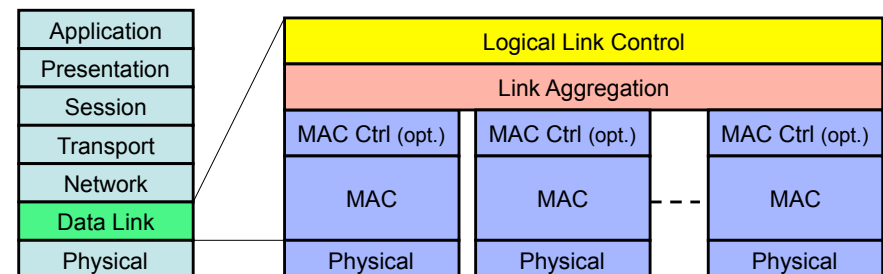 Application
Presentation
Session
Transport
Network
Data Link
Physical
Logical Link Control
Link Aggregation
MAC Ctrl (opt.) MAC Ctrl (opt.) MAC Ctrl (opt.)
MAC MAC MAC
Physical Physical Physical